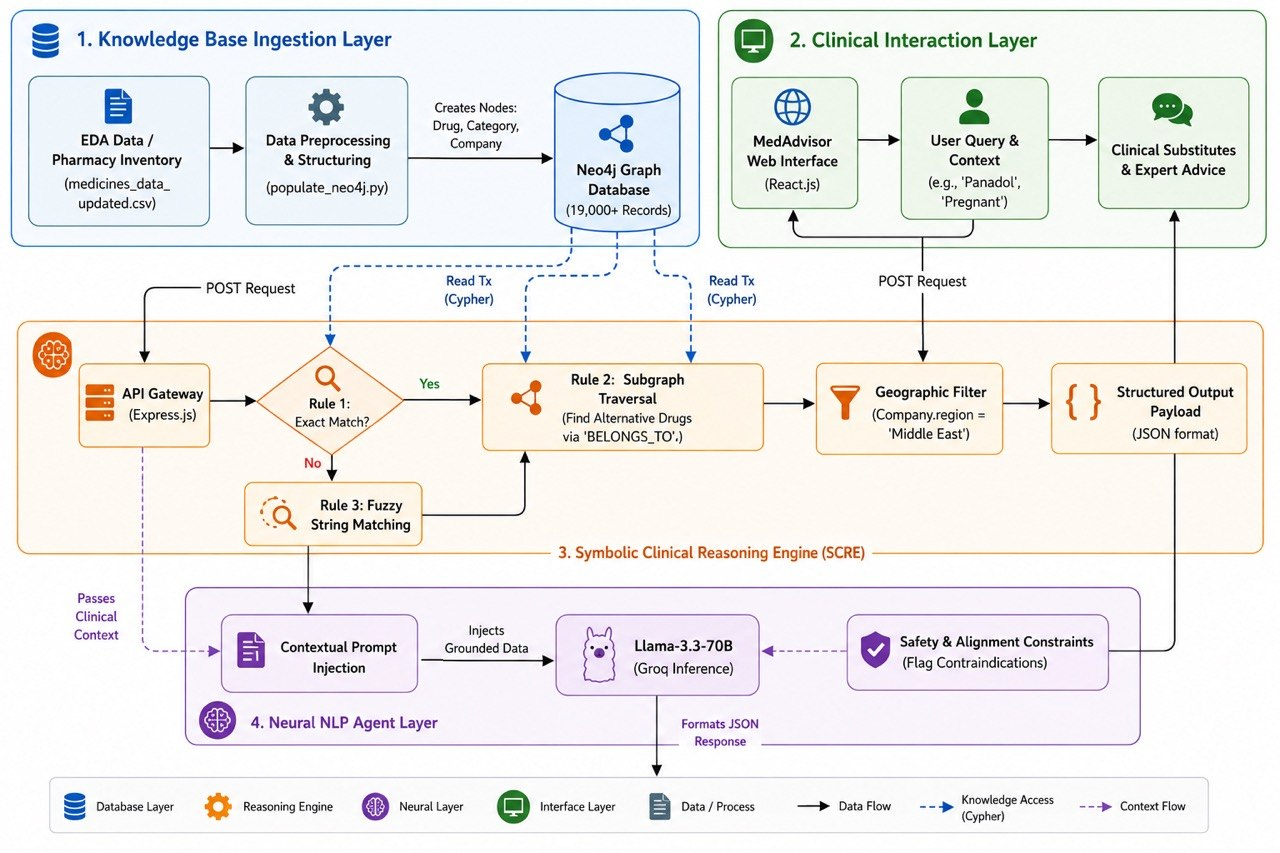 1. Knowledge Base Ingestion Layer
EDA Data /
Pharmacy Inventory
(medicines_data_
updated.csv)
Data Preprocessing
& Structuring
(populate_neo4j.py)
Creates Nodes:
Drug, Category,
Company
Neo4j Graph
Database
(19,000+ Records)
2. Clinical Interaction Layer
MedAdvisor
Web Interface
(React.js)
User Query &
Context
(e.g., 'Panadol',
'Pregnant')
Clinical Substitutes
& Expert Advice
POST Request
Read Tx
(Cypher)
Read Tx
(Cypher)
POST Request
API Gateway
(Express.js)
Rule 1:
Exact Match?
Yes
No
Rule 2: Subgraph
Traversal
(Find Alternative Drugs
via 'BELONGS_TO'.)
Geographic Filter
(Company.region =
'Middle East')
{ }
Structured Output
Payload
(JSON format)
Rule 3: Fuzzy
String Matching
3. Symbolic Clinical Reasoning Engine (SCRE)
Passes
Clinical
Context
Contextual Prompt
Injection
Injects
Grounded Data
Llama-3.3-70B
(Groq Inference)
Safety & Alignment Constraints
(Flag Contraindications)
4. Neural NLP Agent Layer
Formats JSON
Response
Database Layer
Reasoning Engine
Neural Layer
Interface Layer
Data / Process
Data Flow
Knowledge Access
(Cypher)
Context Flow